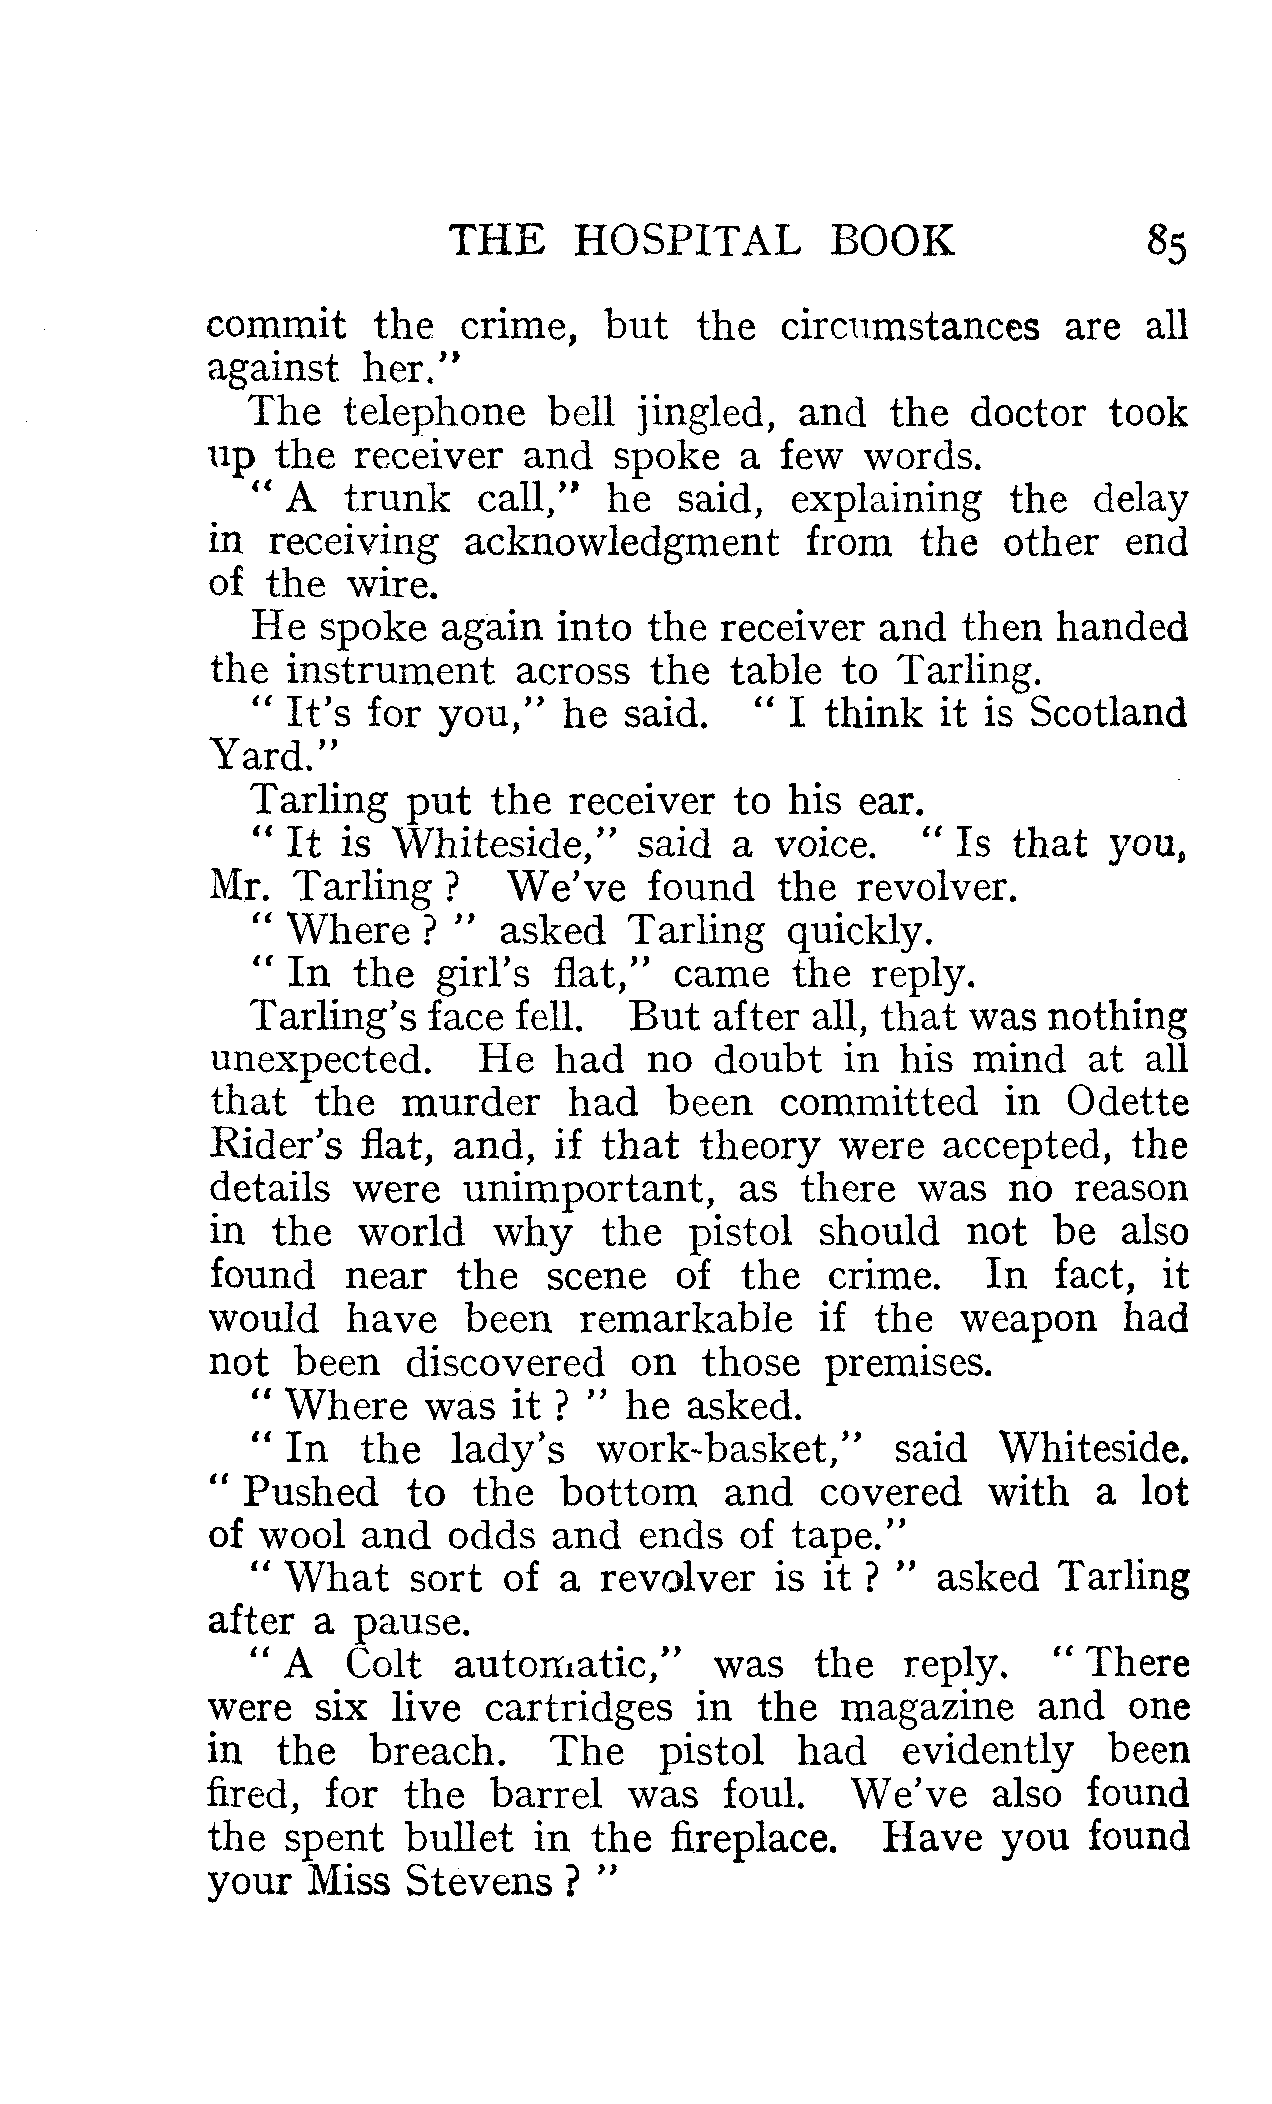 THE HOSPITAL BOOK 85
commit the crime, but the circumstances are all
against her."
The telephone bell jingled, and the doctor took
up the receiver and spoke a few words.
" A trunk call," he said, explaining the delay
in receiving acknowledgment from the other end
of the wire.
He spoke again into the receiver and then handed
the instrument across the table to Tarling.
" It's for you," he said. " I think it is Scotland
Yard."
Tarling put the receiver to his ear.
" It is Whiteside," said a voice. " Is that you,
Mr. Tarling ? We've found the revolver.
" Where ? " asked Tarling quickly.
" In the girl's flat," came the reply.
Tarling's face fell. But after all, that was nothing
unexpected. He had no doubt in his mind at all
that the murder had been committed in Odette
Rider's flat, and, if that theory were accepted, the
details were unimportant, as there was no reason
in the world why the pistol should not be also
found near the scene of the crime. In fact, it
would have been remarkable if the weapon had
not been discovered on those premises.
" Where was it ? " he asked.
" In the lady's work-basket," said Whiteside.
" Pushed to the bottom and covered with a lot
of wool and odds and ends of tape."
" What sort of a revolver is it ? " asked Tarling
after a pause.
" A Colt automatic," was the reply. " There
were six live cartridges in the magazine and one
in the breach. The pistol had evidently been
fired, for the barrel was foul. We've also found
the spent bullet in the fireplace. Have you found
your Miss Stevens ? "